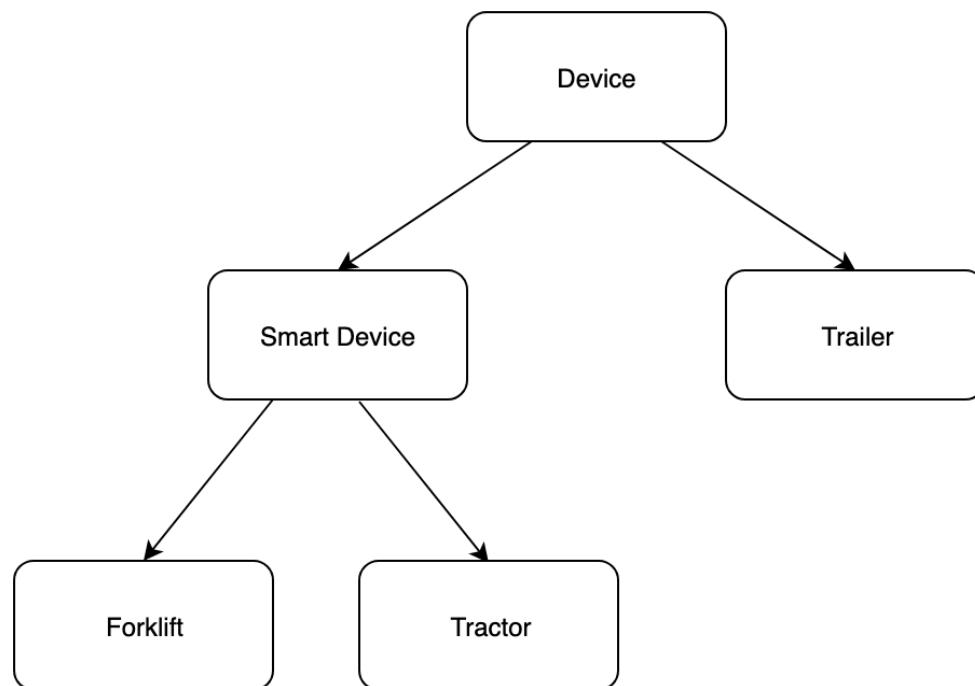 Device
Smart Device
Trailer
Forklift
Tractor